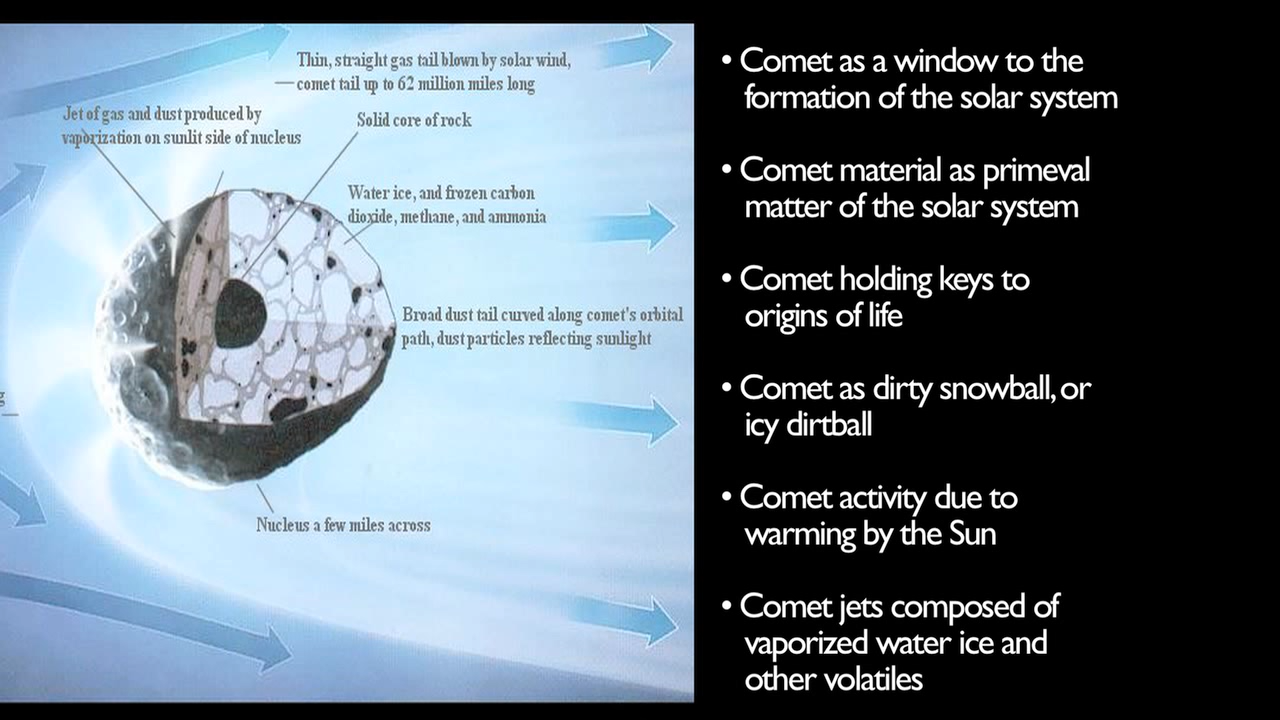 Thin, straight gas tail blown by solar wind,
comet tail up to 62 million miles long
Jet of gas and dust produced by
vaporization on sunlit side of nucleus
Solid core of rock
Water ice, and frozen carbon
dioxide, methane, and ammonia
Broad dust tail curved along comet's orbital
path, dust particles reflecting sunlight
g
Nucleus a few miles across
• Comet as a window to the
formation of the solar system
• Comet material as primeval
matter of the solar system
• Comet holding keys to
origins of life
• Comet as dirty snowball, or
icy dirtball
• Comet activity due to
warming by the Sun
• Comet jets composed of
vaporized water ice and
other volatiles